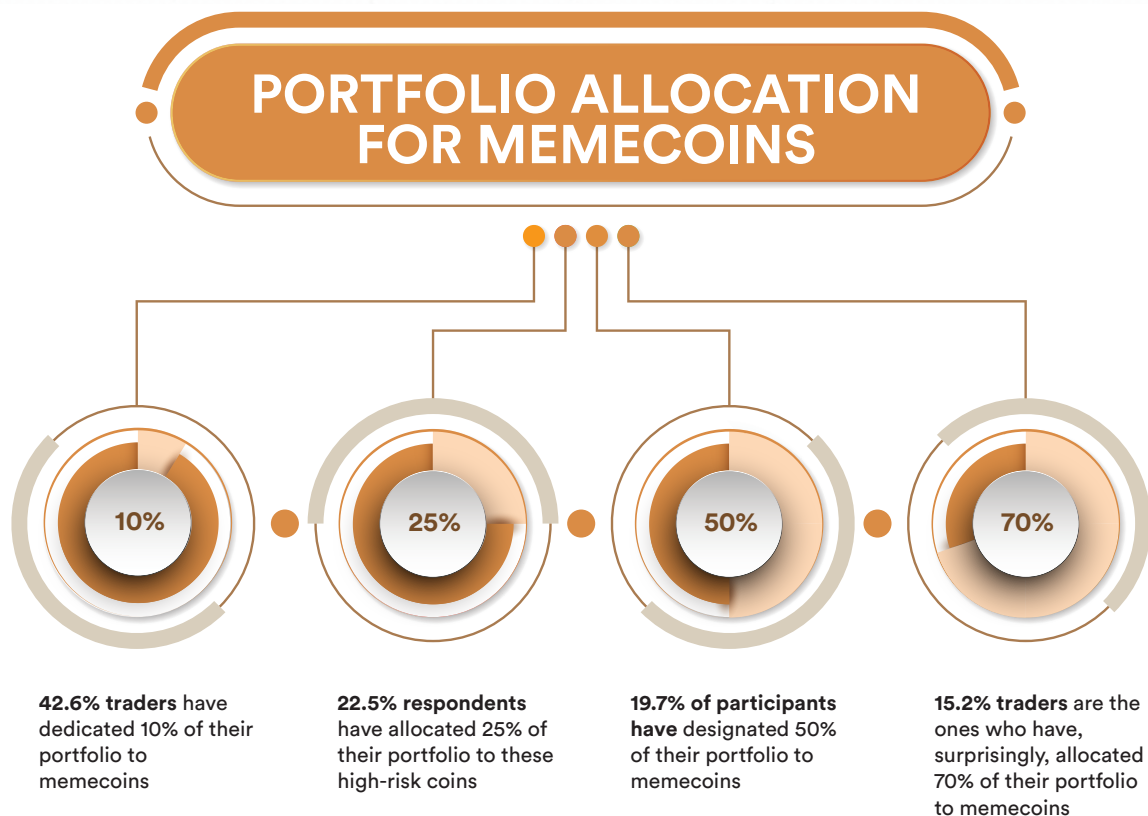 PORTFOLIO ALLOCATION
FOR MEMECOINS
10%
25%
50%
70%
42.6% traders have
dedicated 10% of their
portfolio to
memecoins
22.5% respondents
have allocated 25% of
their portfolio to these
high-risk coins
19.7% of participants
have designated 50%
of their portfolio to
memecoins
15.2% traders are the
ones who have,
surprisingly, allocated
70% of their portfolio
to memecoins